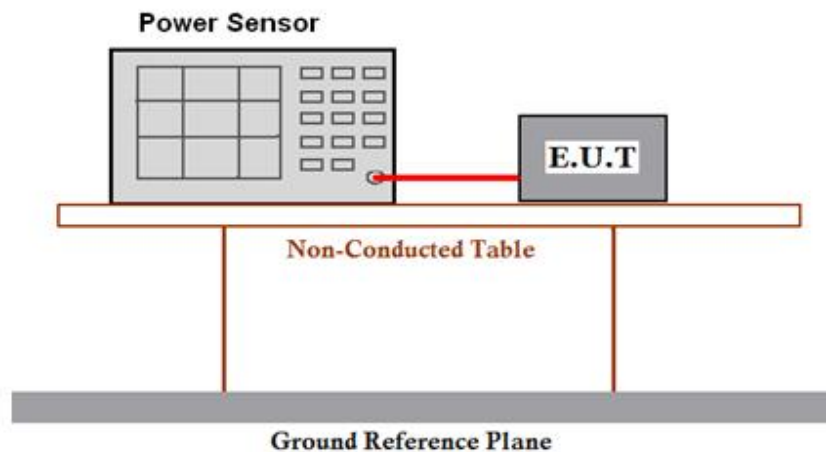 Power Sensor
E.U.T
Non-Conducted Table
Ground Reference Plane